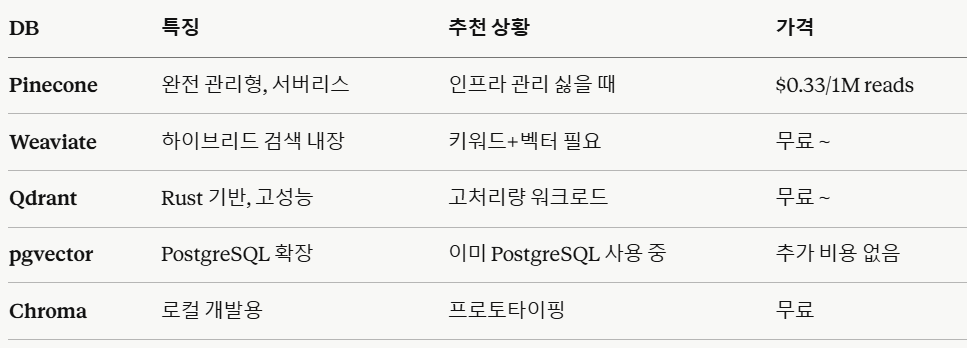 DB 특징 추천 상황 가격
Pinecone 완전 관리형, 서버리스 인프라 관리 싫을 때 $0.33/1M reads
Weaviate 하이브리드 검색 내장 키워드+벡터 필요 무료 ~
Qdrant Rust 기반, 고성능 고처리량 워크로드 무료 ~
pgvector PostgreSQL 확장 이미 PostgreSQL 사용 중 추가 비용 없음
Chroma 로컬 개발용 프로토타이핑 무료